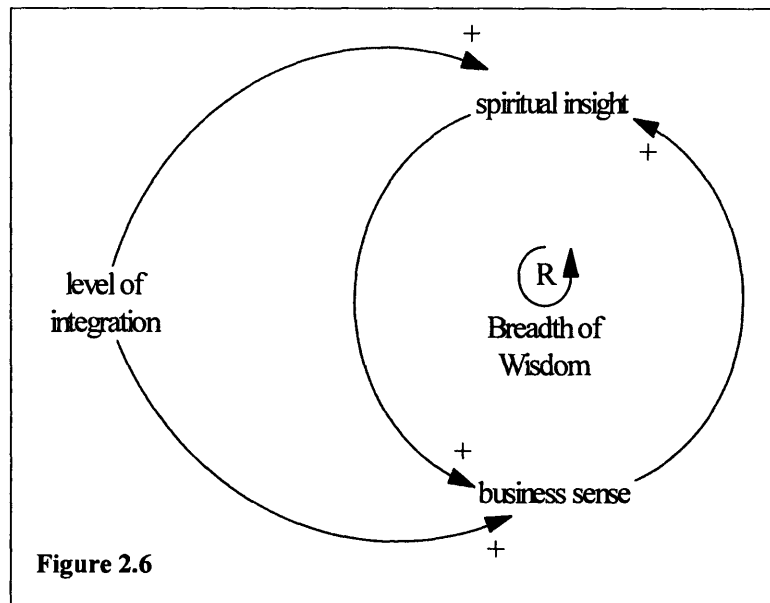 +
spiritual insight
+
level of
integration
R
Breadth of
Wisdom
+
business sense
+
Figure 2.6